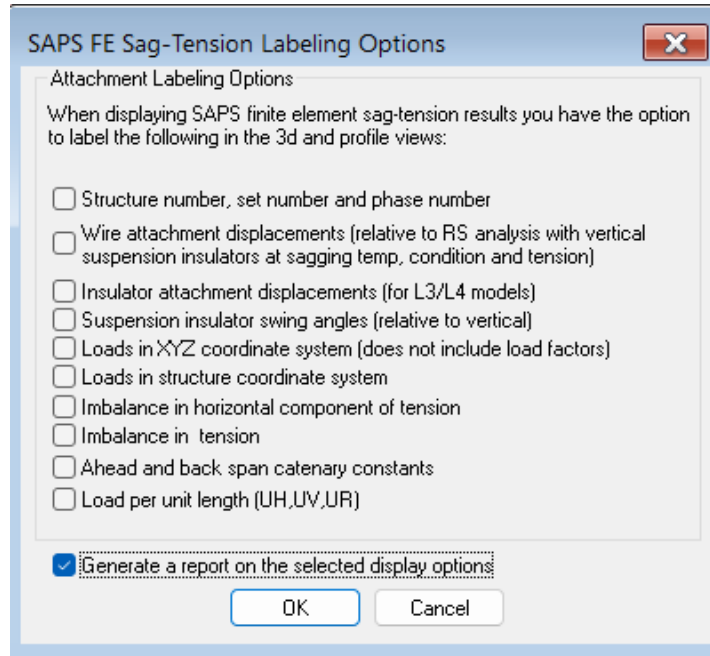 SAPS FE Sag-Tension Labeling Options
Attachment Labeling Options
When displaying SAPS finite element sag-tension results you have the option
to label the following in the 3d and profile views:
Structure number, set number and phase number
Wire attachment displacements (relative to RS analysis with vertical
suspension insulators at sagging temp, condition and tension)
Insulator attachment displacements (for L3/L4 models)
Suspension insulator swing angles (relative to vertical)
Loads in XYZ coordinate system (does not include load factors)
Loads in structure coordinate system
Imbalance in horizontal component of tension
Imbalance in  tension
Ahead and back span catenary constants
Load per unit length (UH,UV,UR)
Generate a report on the selected display options
OK
Cancel